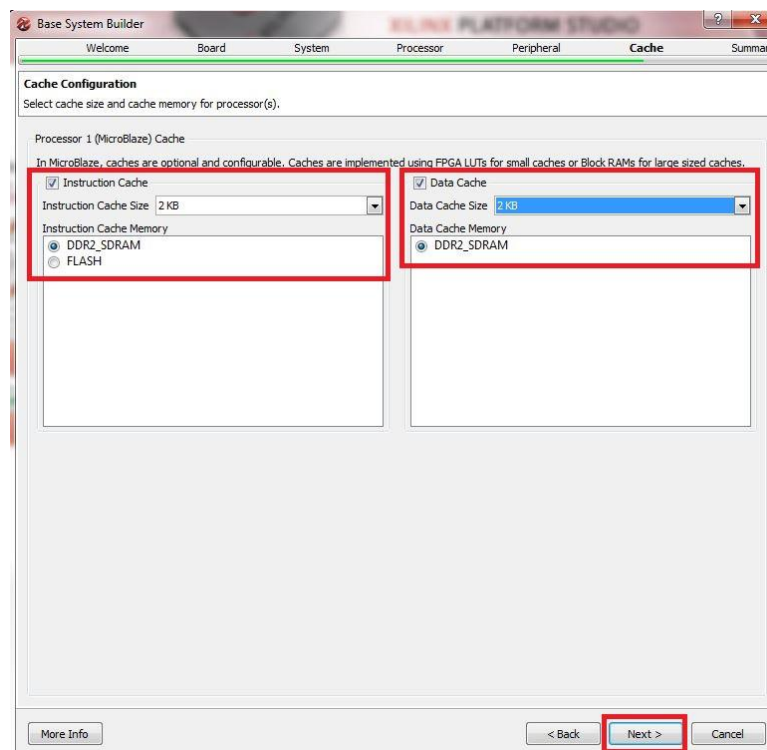 Base System Builder
XILINX PLATFORM STUDIO
Welcome Board System Processor Peripheral Cache
Cache Configuration
Select cache size and cache memory for processor(s).
Processor 1 (MicroBlaze) Cache
In MicroBlaze, caches are optional and configurable. Caches are implemented using FPGA LUTs for small caches or Block RAMs for large sized caches.
Instruction Cache
Instruction Cache Size 2 KB
Instruction Cache Memory
DDR2_SDRAM
FLASH
Data Cache
Data Cache Size 2 KB
Data Cache Memory
DDR2_SDRAM
More Info
< Back Next > Cancel